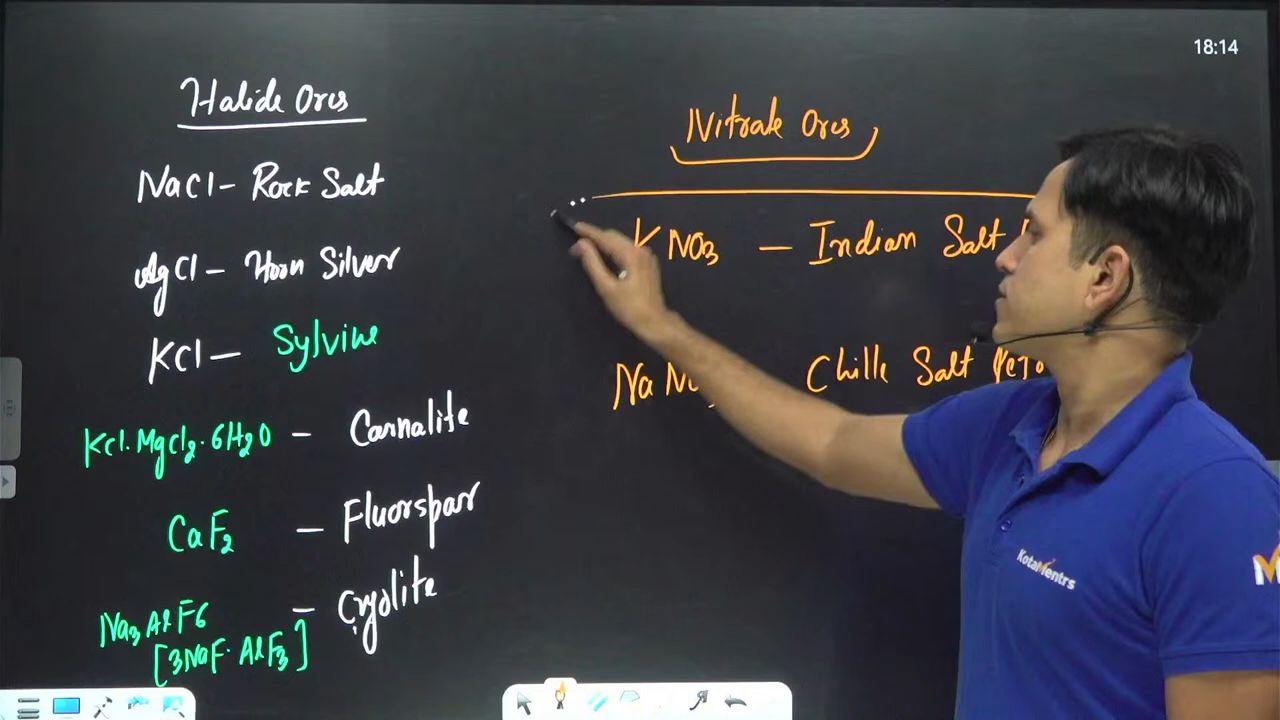 18:14
Halide Ores
NaCl - Rock Salt
AgCl - Horn Silver
KCl - Sylvine
KCl.MgCl2.6H2O - Carnalite
CaF2 - Fluorspar
Na3AlF6 - Cryolite
[3NaF.AlF3]
Nitrate Ores
KNO3 - Indian Salt
Chille Salt
KotaMentrs